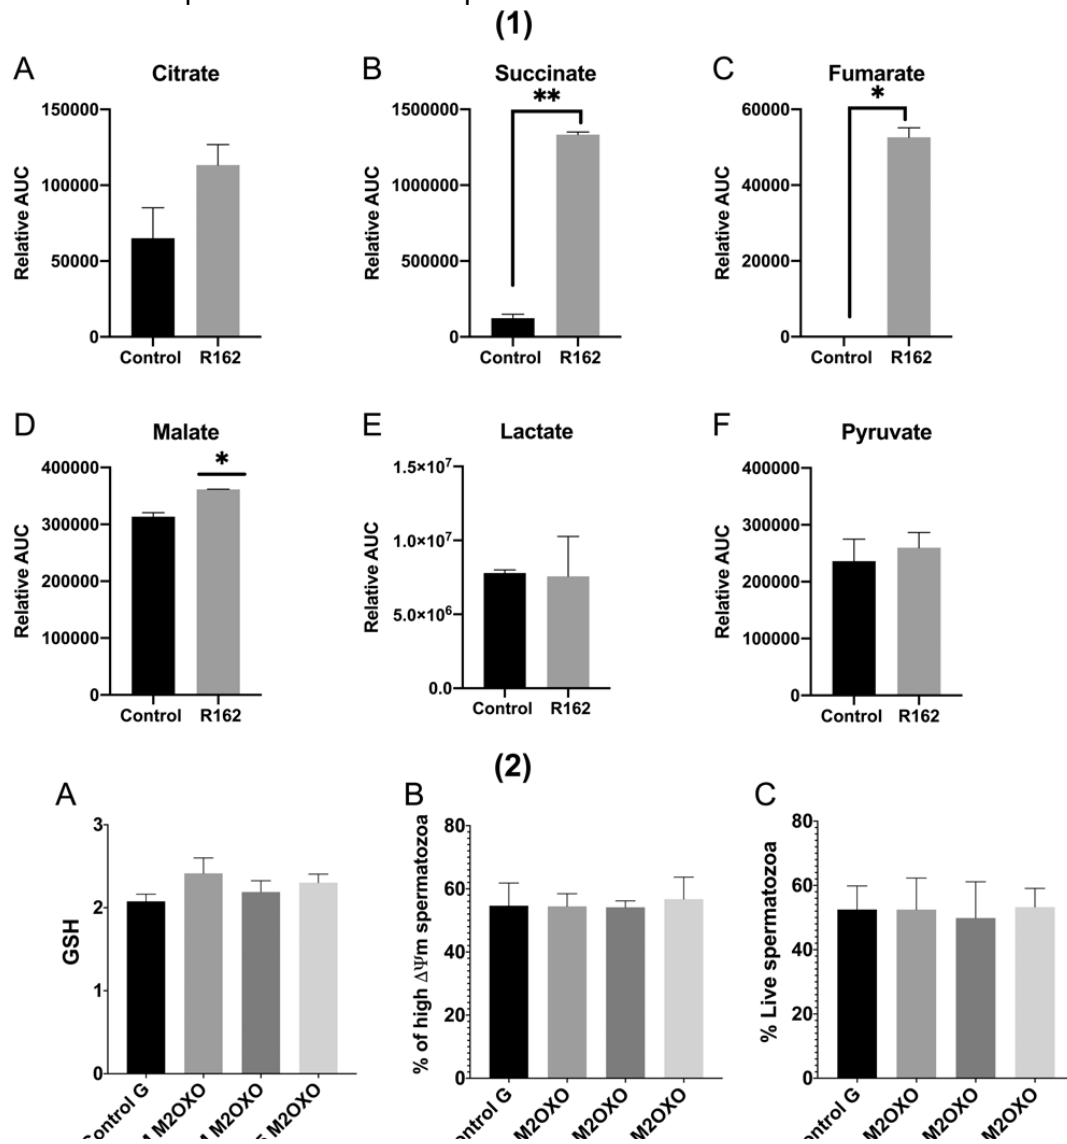 (1)
A
Citrate
Relative AUC
150000
100000
50000
0
Control
R162
B
Succinate
**
Relative AUC
1500000
1000000
500000
0
Control
R162
C
Fumarate
*
Relative AUC
60000
40000
20000
0
Control
R162
D
Malate
*
Relative AUC
400000
300000
200000
100000
0
Control
R162
E
Lactate
Relative AUC
1.5×10⁷
1.0×10⁷
5.0×10⁶
0.0
Control
R162
F
Pyruvate
Relative AUC
400000
300000
200000
100000
0
Control
R162
(2)
A
GSH
3
2
1
0
Control G
M2OXO
M2OXO
M2OXO
B
% of high ΔΨm spermatozoa
80
60
40
20
0
G
M2OXO
M2OXO
M2OXO
C
% Live spermatozoa
80
60
40
20
0
G
M2OXO
M2OXO
M2OXO